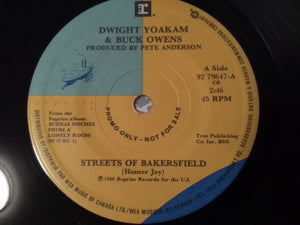 DWIGHT YOAKAM
& BUCK OWENS
PRODUCED BY PETE ANDERSON
A Side
92 79647-A
CR
2:46
45 RPM
From the
Reprise album
BUENAS NOCHES
FROM A
LONELY ROOM
PROMO ONLY - NOT FOR SALE
Tree Publishing
Co. Inc. BMI
STREETS OF BAKERSFIELD
(Homer Joy)
1988 Reprise Records for the U.S.